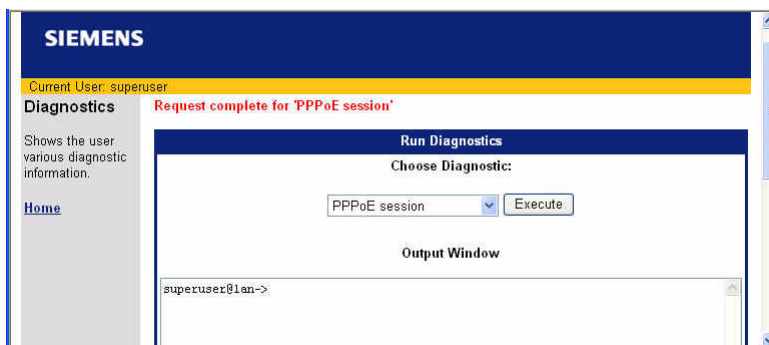 SIEMENS
Current User: superuser
Diagnostics
Shows the user
various diagnostic
information.
Home
Request complete for 'PPPoE session'
Run Diagnostics
Choose Diagnostic:
PPPoE session
Execute
Output Window
superuser@lan->